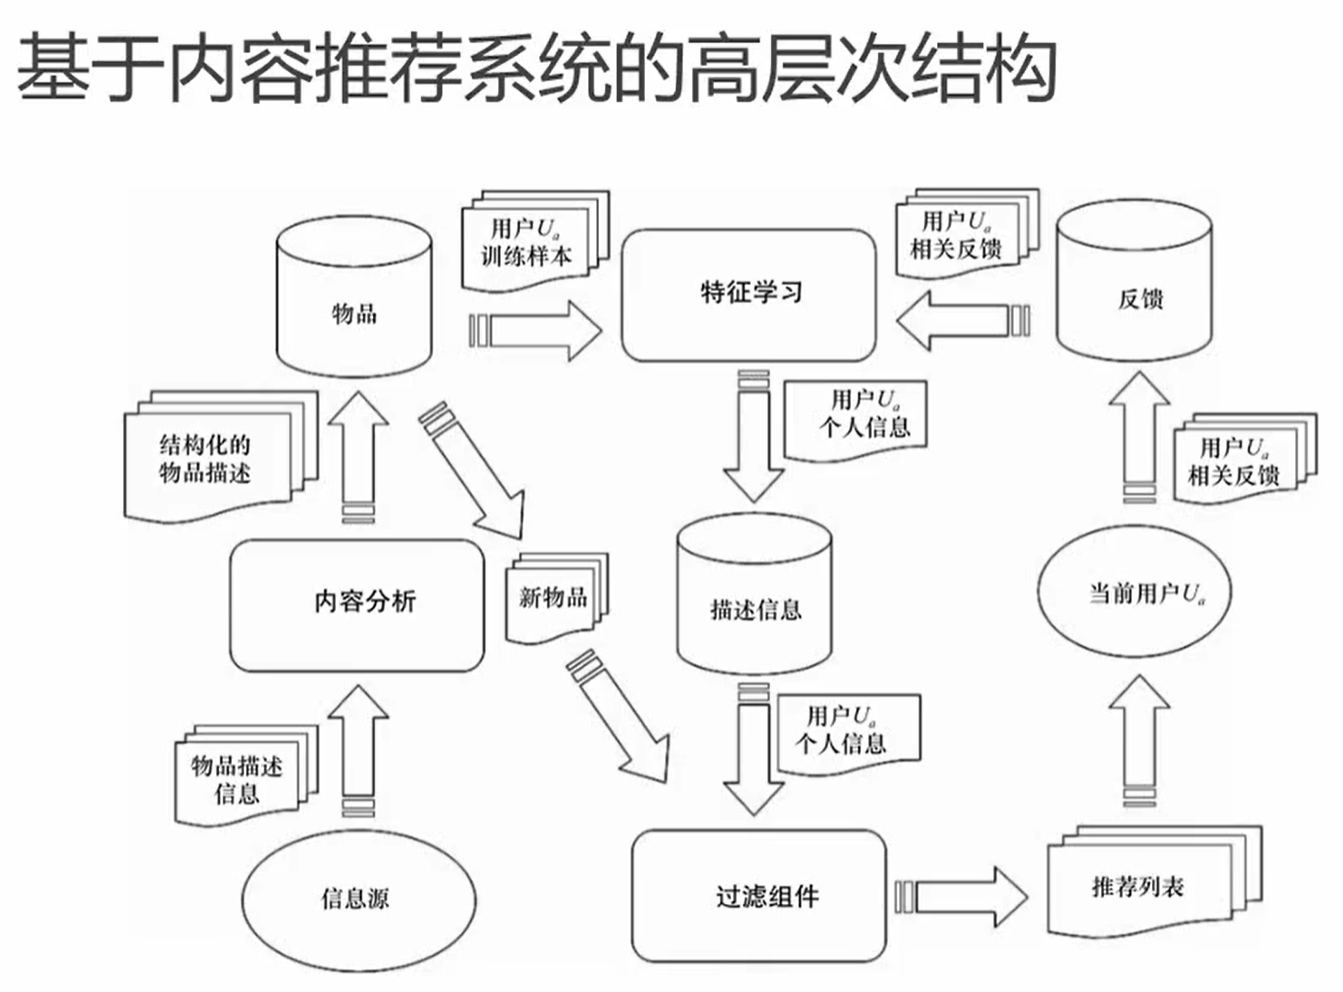 基于内容推荐系统的高层次结构
用户Ua
训练样本
用户Ua
相关反馈
物品
特征学习
反馈
结构化的
物品描述
用户Ua
个人信息
用户Ua
相关反馈
内容分析
新物品
描述信息
当前用户Ua
物品描述
信息
用户Ua
个人信息
信息源
过滤组件
推荐列表